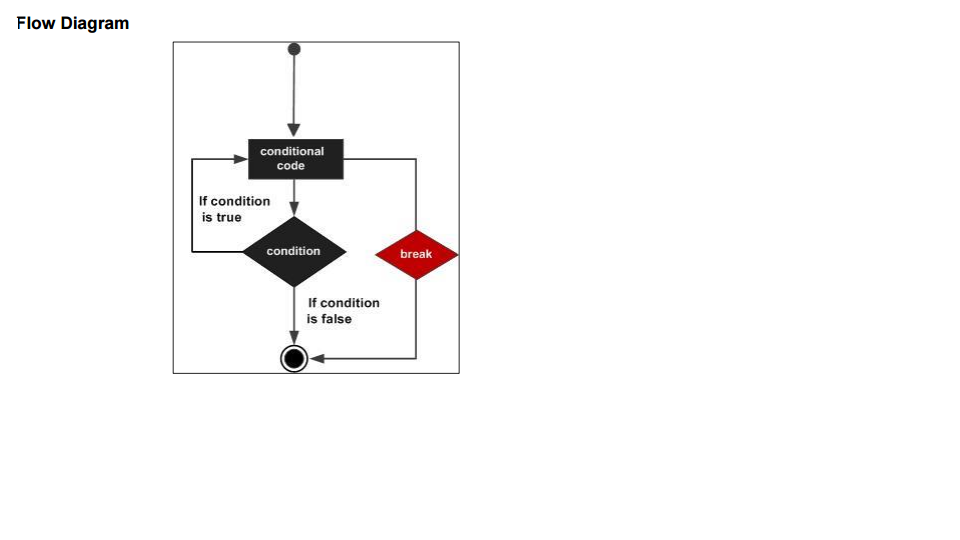 Flow Diagram
conditional
code
If condition
is true
condition
break
If condition
is false